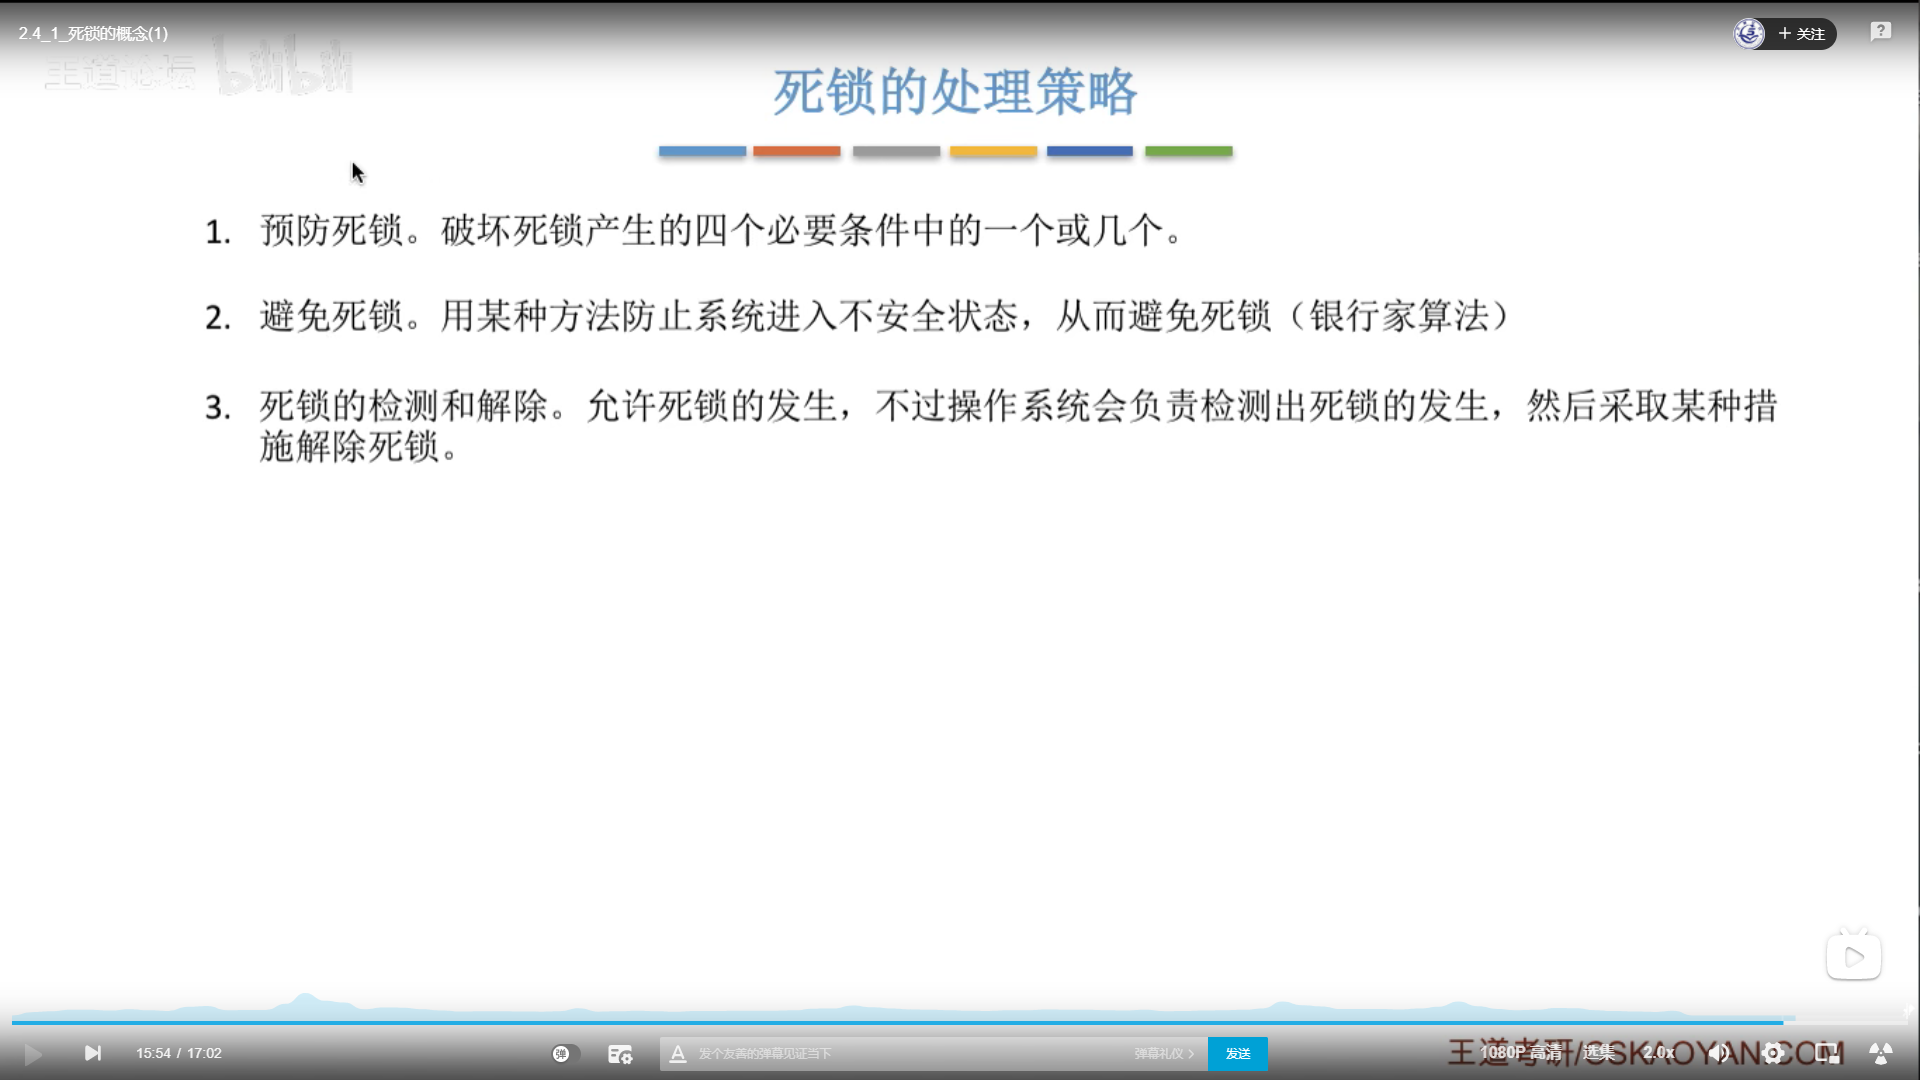 2.4_1_死锁的概念(1)
+ 关注
王道论坛 bilibili
死锁的处理策略
1. 预防死锁。破坏死锁产生的四个必要条件中的一个或几个。
2. 避免死锁。用某种方法防止系统进入不安全状态，从而避免死锁（银行家算法）
3. 死锁的检测和解除。允许死锁的发生，不过操作系统会负责检测出死锁的发生，然后采取某种措
施解除死锁。
15:54 / 17:02
弹
A 发个友善的弹幕见证当下
弹幕礼仪 >
发送
1080P 高清
选集
2.0x
王道考研/CSKAOYAN.COM